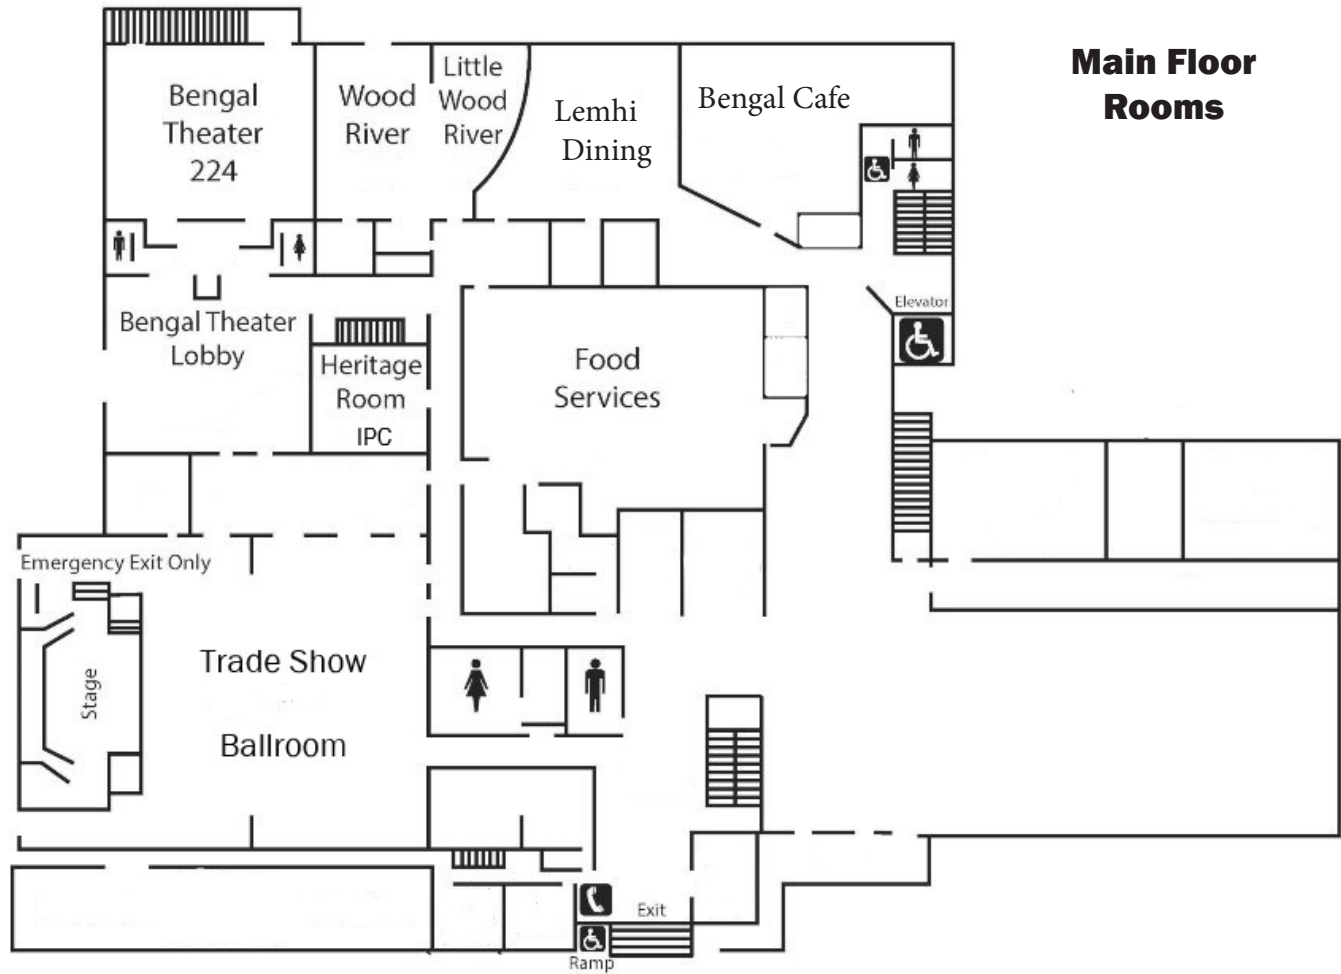 Main Floor
Rooms
Bengal
Theater
224
Wood
River
Little
Wood
River
Lemhi
Dining
Bengal Cafe
Elevator
Bengal Theater
Lobby
Heritage
Room
IPC
Food
Services
Emergency Exit Only
Stage
Trade Show
Ballroom
Exit
Ramp